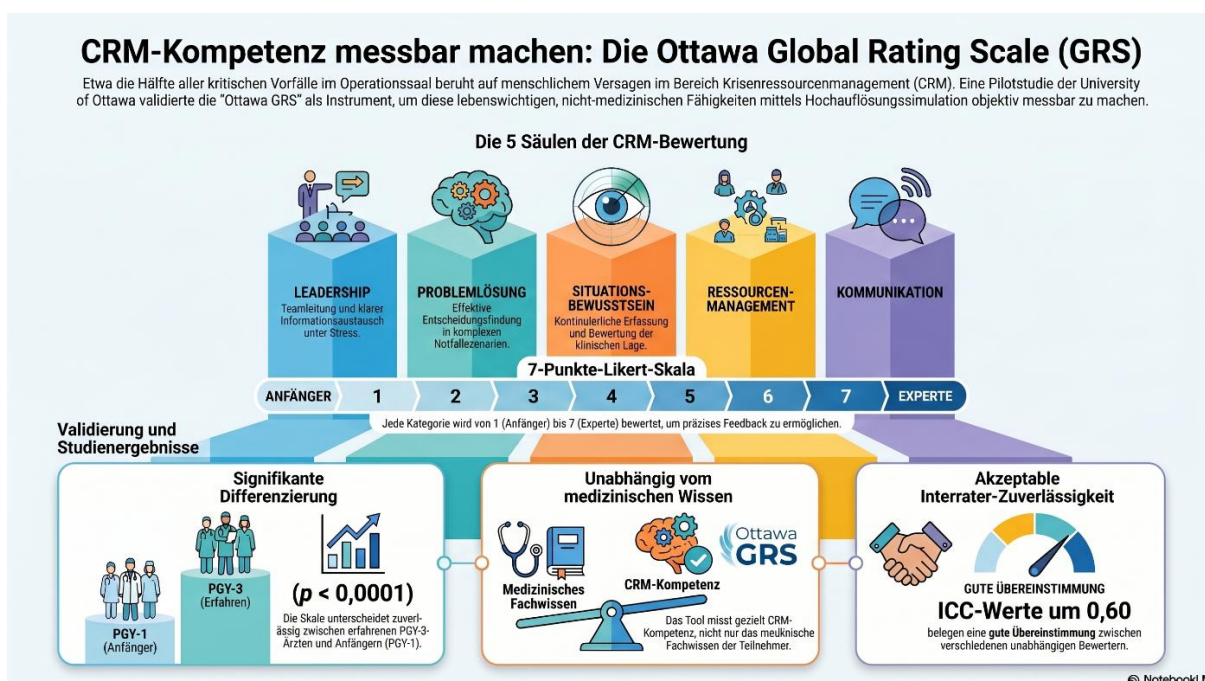 CRM-Kompetenz messbar machen: Die Ottawa Global Rating Scale (GRS)
Etwa die Hälfte aller kritischen Vorfälle im Operationssaal beruht auf menschlichem Versagen im Bereich Krisenressourcenmanagement (CRM). Eine Pilotstudie der University
of Ottawa validierte die "Ottawa GRS" als Instrument, um diese lebenswichtigen, nicht-medizinischen Fähigkeiten mittels Hochauflösungssimulation objektiv messbar zu machen.
Die 5 Säulen der CRM-Bewertung
LEADERSHIP
Teamleitung und klarer
Informationsaustausch
unter Stress.
PROBLEMLÖSUNG
Effektive
Entscheidungsfindung
in komplexen
Notfallezenarien.
SITUATIONS-
BEWUSSTSEIN
Kontinulerliche Erfassung
und Bewertung der
klinischen Lage.
RESSOURCEN-
MANAGEMENT
KOMMUNIKATION
7-Punkte-Likert-Skala
ANFÄNGER 1 2 3 4 5 6 7 EXPERTE
Jede Kategorie wird von 1 (Anfänger) bis 7 (Experte) bewertet, um präzises Feedback zu ermöglichen.
Validierung und
Studienergebnisse
Signifikante
Differenzierung
PGY-1
(Anfänger)
PGY-3
(Erfahren)
(p < 0,0001)
Die Skale unterscheidet zuverl-
lässig zwischen erfahrenen PGY-3-
Ärzten und Anfängern (PGY-1).
Unabhängig vom
medizinischen Wissen
Medizinisches
Fachwissen
CRM-Kompetenz
Ottawa
GRS
Das Tool misst gezielt CRM-
Kompetenz, nicht nur das meulknische
Fachwissen der Teilnehmer.
Akzeptable
Interrater-Zuverlässigkeit
GUTE ÜBEREINSTIMMUNG
ICC-Werte um 0,60
belegen eine gute Übereinstimmung zwischen
verschiedenen unabhängigen Bewertern.